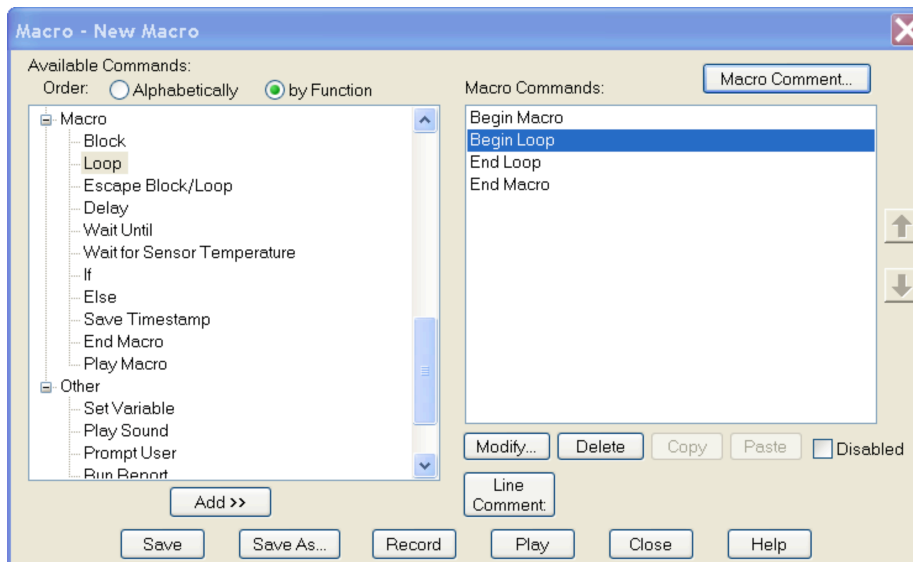 Macro - New Macro
Available Commands:
Order: Alphabetically by Function
Macro
Block
Loop
Escape Block/Loop
Delay
Wait Until
Wait for Sensor Temperature
If
Else
Save Timestamp
End Macro
Play Macro
Other
Set Variable
Play Sound
Prompt User
Run Report
Add >>
Macro Commands:
Macro Comment...
Begin Macro
Begin Loop
End Loop
End Macro
Modify... Delete Copy Paste Disabled
Line
Comment:
Save Save As... Record Play Close Help